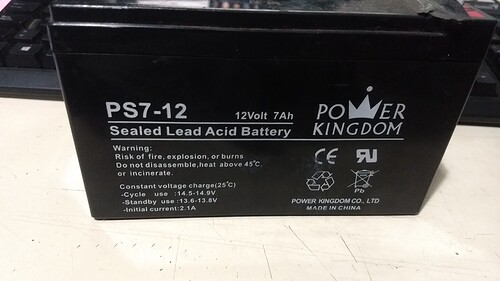 PS7-12
12Volt 7Ah
Sealed Lead Acid Battery
POWER
KINGDOM
Warning:
Risk of fire, explosion, or burns
Do not disassemble, heat above 45℃,
or incinerate.
Constant voltage charge(25℃)
-Cycle use :14.5-14.9V
-Standby use :13.6-13.8V
-Initial current:2.1A
CE
RU
Pb
POWER KINGDOM CO., LTD
MADE IN CHINA